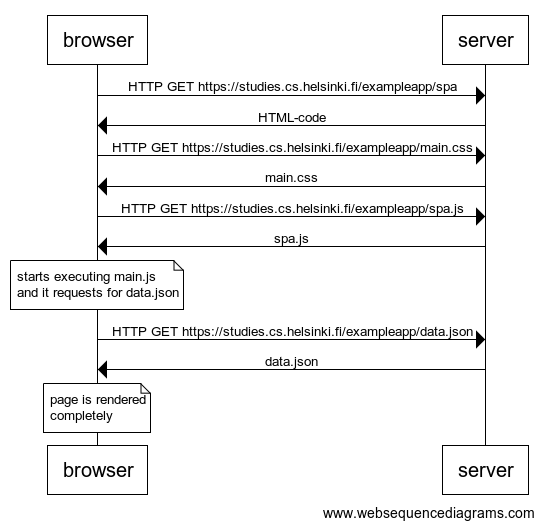 browser
server
HTTP GET https://studies.cs.helsinki.fi/exampleapp/spa
HTML-code
HTTP GET https://studies.cs.helsinki.fi/exampleapp/main.css
main.css
HTTP GET https://studies.cs.helsinki.fi/exampleapp/spa.js
spa.js
starts executing main.js
and it requests for data.json
HTTP GET https://studies.cs.helsinki.fi/exampleapp/data.json
data.json
page is rendered
completely
browser
server
www.websequencediagrams.com